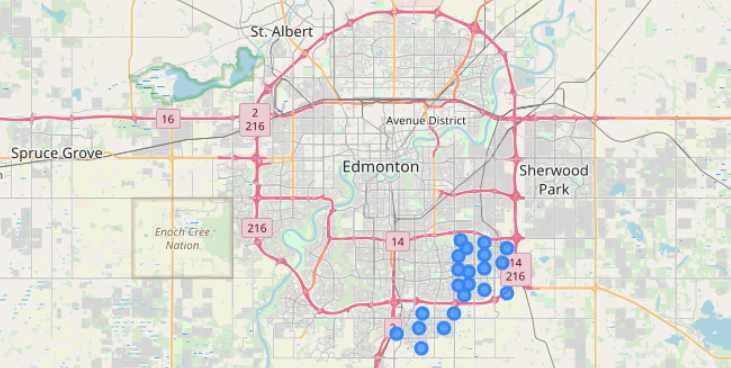 St. Albert
2
216
16
Avenue District
Spruce Grove
Edmonton
Sherwood
Park
216
Enoch Cree
Nation
14
14
216